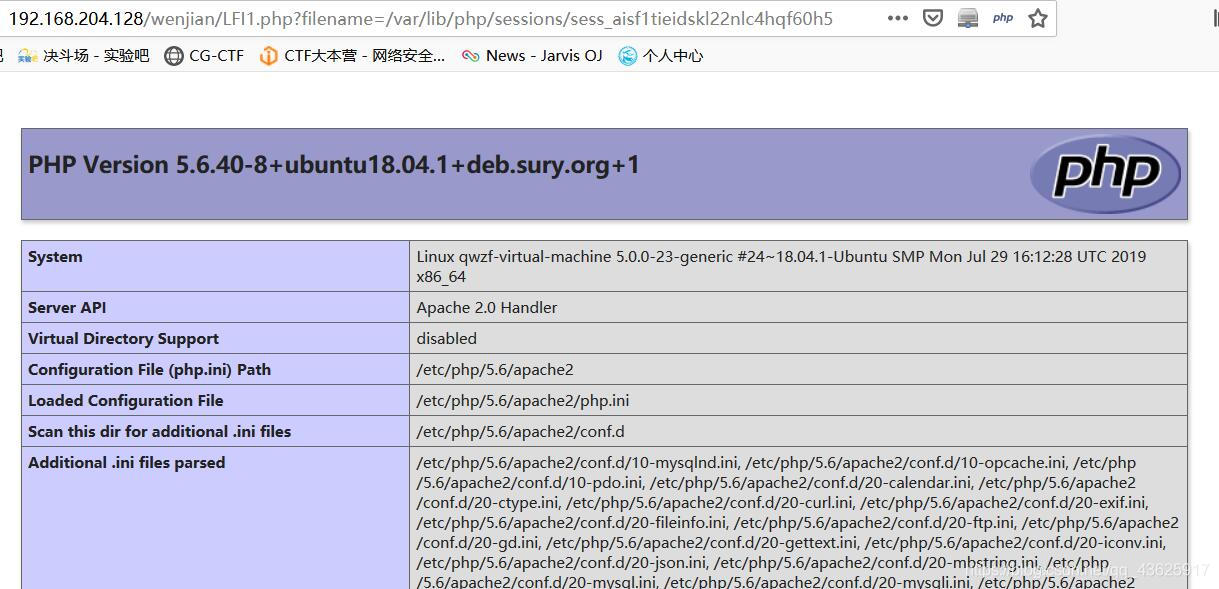 192.168.204.128/wenjian/LFI1.php?filename=/var/lib/php/sessions/sess_aisf1tieidskl22nlc4hqf60h5
php
决斗场 - 实验吧 CG-CTF CTF大本营 - 网络安全... News - Jarvis OJ 个人中心
PHP Version 5.6.40-8+ubuntu18.04.1+deb.sury.org+1
php
System
Linux qwzf-virtual-machine 5.0.0-23-generic #24~18.04.1-Ubuntu SMP Mon Jul 29 16:12:28 UTC 2019
x86_64
Server API
Apache 2.0 Handler
Virtual Directory Support
disabled
Configuration File (php.ini) Path
/etc/php/5.6/apache2
Loaded Configuration File
/etc/php/5.6/apache2/php.ini
Scan this dir for additional .ini files
/etc/php/5.6/apache2/conf.d
Additional .ini files parsed
/etc/php/5.6/apache2/conf.d/10-mysqlnd.ini, /etc/php/5.6/apache2/conf.d/10-opcache.ini, /etc/php
/5.6/apache2/conf.d/10-pdo.ini, /etc/php/5.6/apache2/conf.d/20-calendar.ini, /etc/php/5.6/apache2
/conf.d/20-ctype.ini, /etc/php/5.6/apache2/conf.d/20-curl.ini, /etc/php/5.6/apache2/conf.d/20-exif.ini,
/etc/php/5.6/apache2/conf.d/20-fileinfo.ini, /etc/php/5.6/apache2/conf.d/20-ftp.ini, /etc/php/5.6/apache2
/conf.d/20-gd.ini, /etc/php/5.6/apache2/conf.d/20-gettext.ini, /etc/php/5.6/apache2/conf.d/20-iconv.ini,
/etc/php/5.6/apache2/conf.d/20-json.ini, /etc/php/5.6/apache2/conf.d/20-mbstring.ini, /etc/php
/5.6/apache2/conf.d/20-mysql.ini, /etc/php/5.6/apache2/conf.d/20-mysqli.ini, /etc/php/5.6/apache2
https://blog.csdn.net/qq_43625917